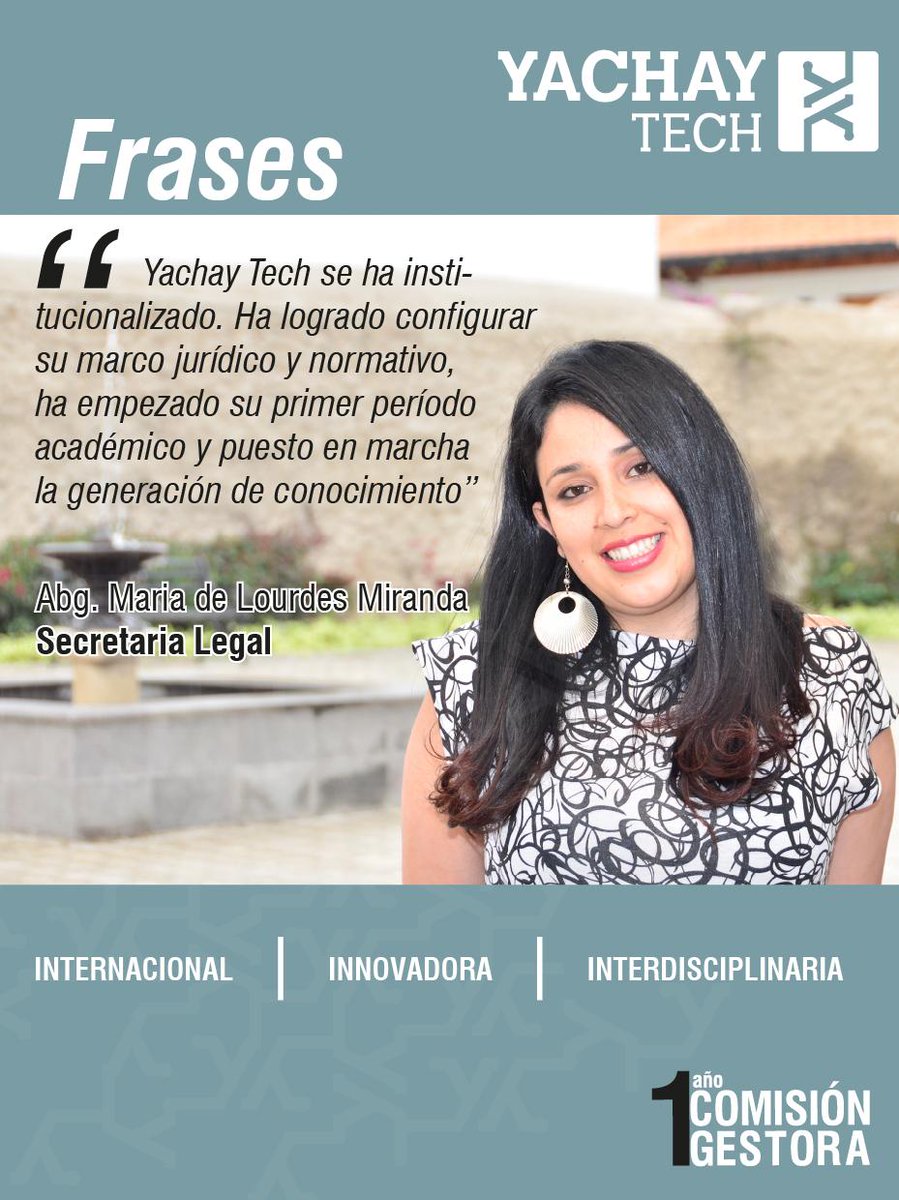 YACHAY
TECH
Frases
“ Yachay Tech se ha insti-
tucionalizado. Ha logrado configurar
su marco jurídico y normativo,
ha empezado su primer período
académico y puesto en marcha
la generación de conocimiento”
Abg. Maria de Lourdes Miranda
Secretaria Legal
INTERNACIONAL | INNOVADORA | INTERDISCIPLINARIA
1 año
COMISIÓN
GESTORA